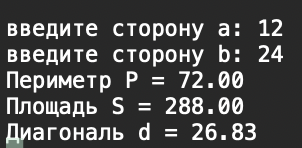 введите сторону a: 12
введите сторону b: 24
Периметр P = 72.00
Площадь S = 288.00
Диагональ d = 26.83